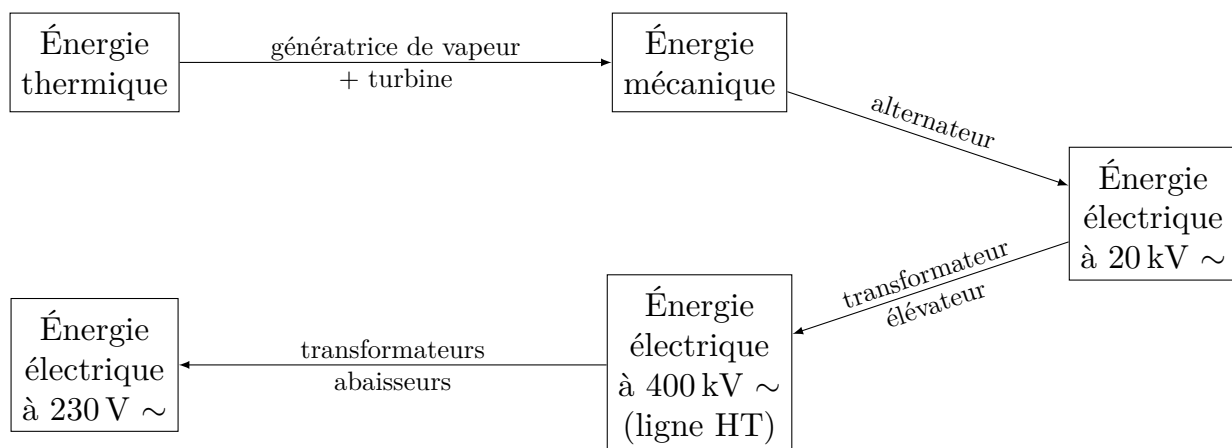 Énergie
thermique
génératrice de vapeur
+ turbine
Énergie
mécanique
alternateur
Énergie
électrique
à 20 kV ∼
transformateur
élévateur
Énergie
électrique
à 400 kV ∼
(ligne HT)
transformateurs
abaisseurs
Énergie
électrique
à 230 V ∼